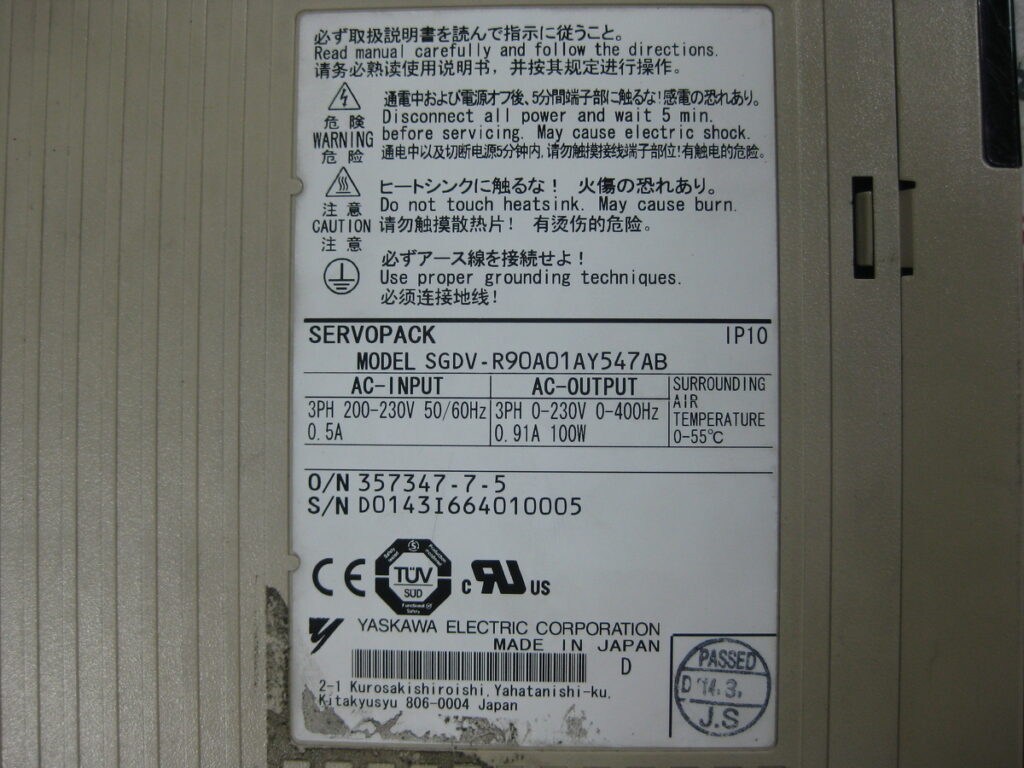 必ず取扱説明書を読んで指示に従うこと。
Read manual carefully and follow the directions.
请务必熟读使用说明书，并按其规定进行操作。
危険
WARNING
危险
通電中および電源オフ後、5分間端子部に触るな!感電の恐れあり。
Disconnect all power and wait 5 min.
before servicing. May cause electric shock.
通电中以及切断电源5分钟内,请勿触摸接线端子部位!有触电的危险。
注意
CAUTION
注意
ヒートシンクに触るな! 火傷の恐れあり。
Do not touch heatsink. May cause burn.
请勿触摸散热片! 有烫伤的危险。
必ずアース線を接続せよ!
Use proper grounding techniques.
必须连接地线!
SERVOPACK IP10
MODEL SGDV-R90A01AY547AB
AC-INPUT
3PH 200-230V 50/60Hz
0.5A
AC-OUTPUT
3PH 0-230V 0-400Hz
0.91A 100W
SURROUNDING
AIR
TEMPERATURE
0-55℃
O/N 357347-7-5
S/N D0143I664010005
CE
TÜV
SÜD
Functional
Safety
c RU US
YASKAWA ELECTRIC CORPORATION
MADE IN JAPAN
D
2-1 Kurosakishiroishi, Yahatanishi-ku,
Kitakyusyu 806-0004 Japan
PASSED
D '14.3.
J.S